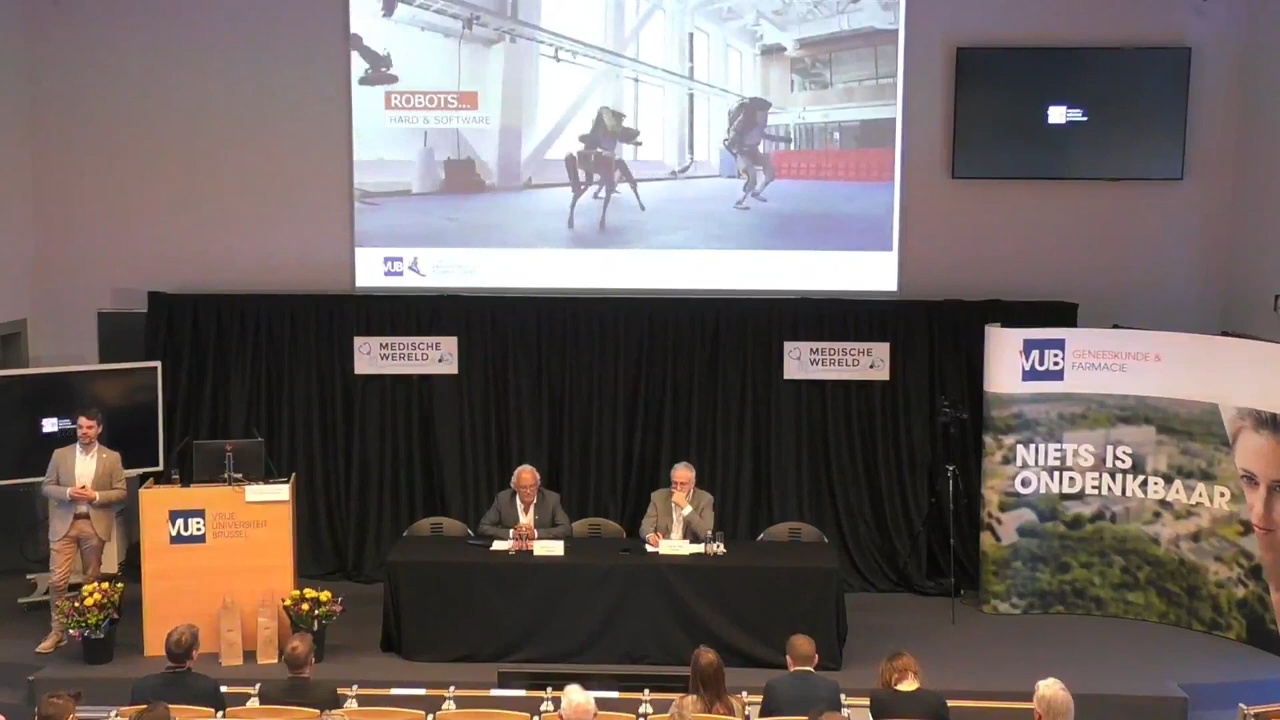 ROBOTS...
HARD & SOFTWARE
VUB
MEDISCHE
WERELD
MEDISCHE
WERELD
VUB
GENEESKUNDE &
FARMACIE
NIETS IS
ONDENKBAAR
VUB
VRIJE
UNIVERSITEIT
BRUSSEL